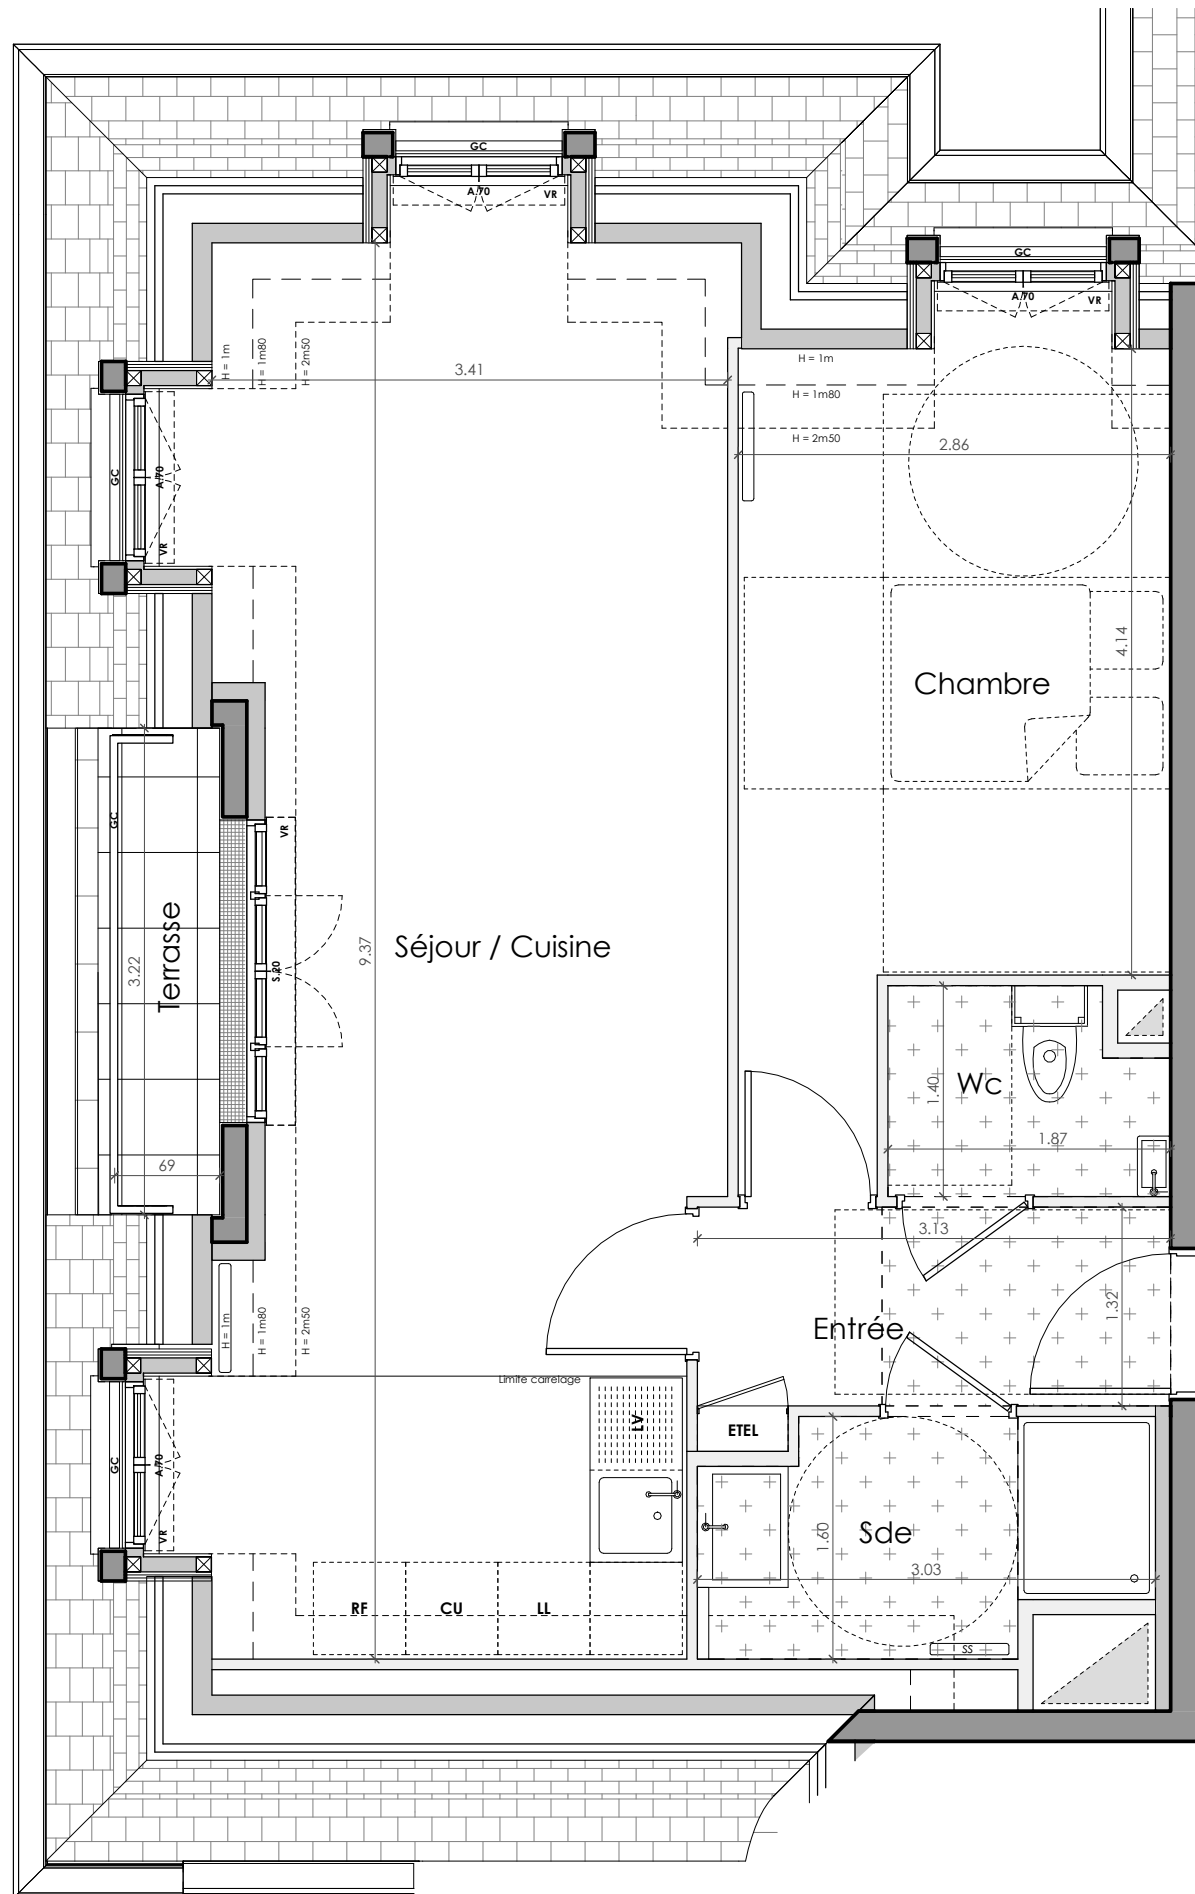 GC
A.70
VR
GC
A.70
VR
H = 1m
H = 1m80
H = 2m50
3.41
H = 1m
H = 1m80
H = 2m50
2.86
GC
A.70
VR
4.14
Chambre
GC
VR
Terrasse
3.22
S.20
9.37
Séjour / Cuisine
69
1.40
Wc
1.87
3.13
1.32
Entrée
H = 1m
H = 1m80
H = 2m50
Limite carrelage
GC
A.70
VR
LV
ETEL
1.60
Sde
3.03
RF
CU
LL
SS